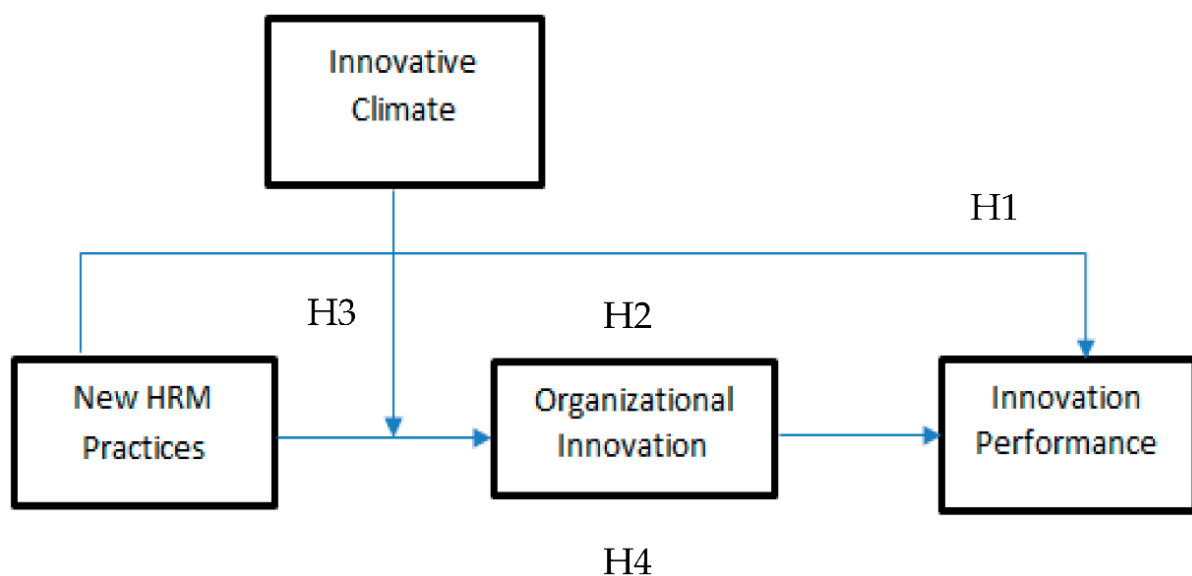 Innovative
Climate
H1
H3
H2
New HRM
Practices
Organizational
Innovation
Innovation
Performance
H4